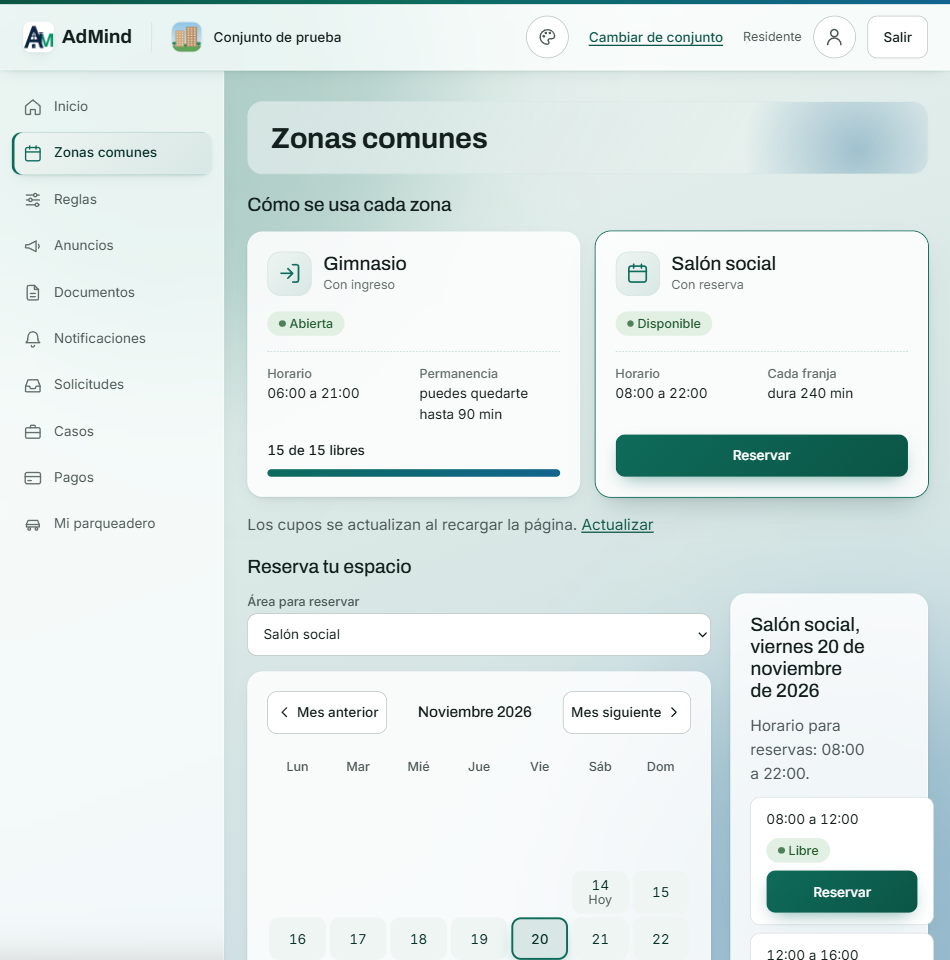 AdMind
Conjunto de prueba
Cambiar de conjunto
Residente
Salir
Inicio
Zonas comunes
Reglas
Anuncios
Documentos
Notificaciones
Solicitudes
Casos
Pagos
Mi parqueadero
Zonas comunes
Cómo se usa cada zona
Gimnasio
Con ingreso
Abierta
Horario
06:00 a 21:00
Permanencia
puedes quedarte
hasta 90 min
15 de 15 libres
Salón social
Con reserva
Disponible
Horario
08:00 a 22:00
Cada franja
dura 240 min
Reservar
Los cupos se actualizan al recargar la página. Actualizar
Reserva tu espacio
Área para reservar
Salón social
Mes anterior
Noviembre 2026
Mes siguiente
Lun Mar Mié Jue Vie Sáb Dom
14 15
Hoy
16 17 18 19 20 21 22
Salón social,
viernes 20 de
noviembre
de 2026
Horario para
reservas: 08:00
a 22:00.
08:00 a 12:00
Libre
Reservar
12:00 a 16:00